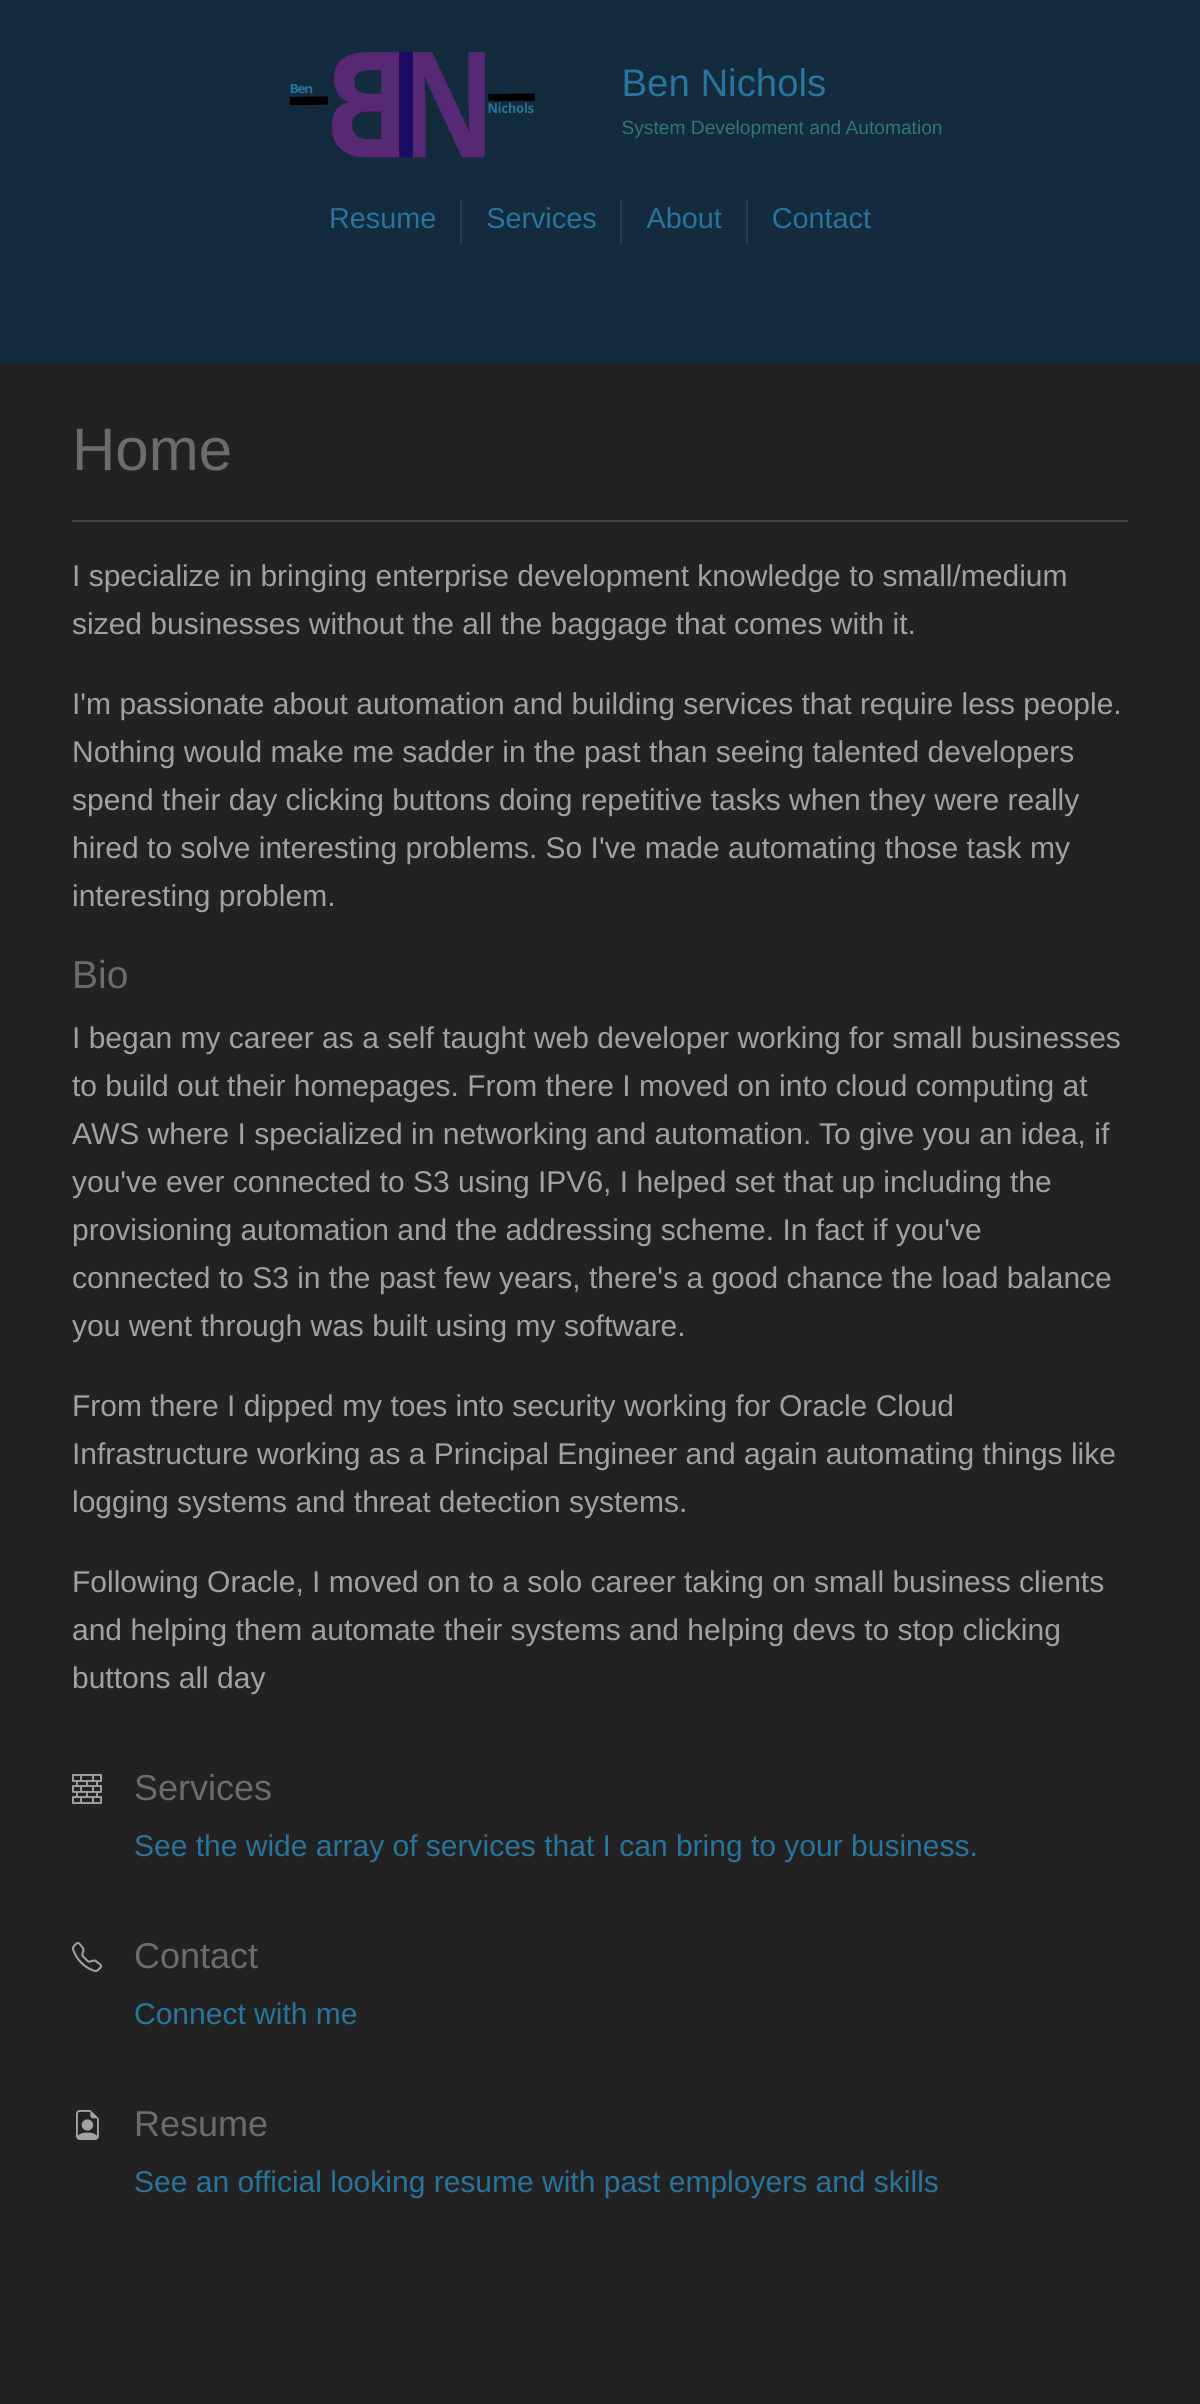 Ben
BN
Nichols
Ben Nichols
System Development and Automation
Resume
Services
About
Contact
Home
I specialize in bringing enterprise development knowledge to small/medium
sized businesses without the all the baggage that comes with it.
I'm passionate about automation and building services that require less people.
Nothing would make me sadder in the past than seeing talented developers
spend their day clicking buttons doing repetitive tasks when they were really
hired to solve interesting problems. So I've made automating those task my
interesting problem.
Bio
I began my career as a self taught web developer working for small businesses
to build out their homepages. From there I moved on into cloud computing at
AWS where I specialized in networking and automation. To give you an idea, if
you've ever connected to S3 using IPV6, I helped set that up including the
provisioning automation and the addressing scheme. In fact if you've
connected to S3 in the past few years, there's a good chance the load balance
you went through was built using my software.
From there I dipped my toes into security working for Oracle Cloud
Infrastructure working as a Principal Engineer and again automating things like
logging systems and threat detection systems.
Following Oracle, I moved on to a solo career taking on small business clients
and helping them automate their systems and helping devs to stop clicking
buttons all day
Services
See the wide array of services that I can bring to your business.
Contact
Connect with me
Resume
See an official looking resume with past employers and skills